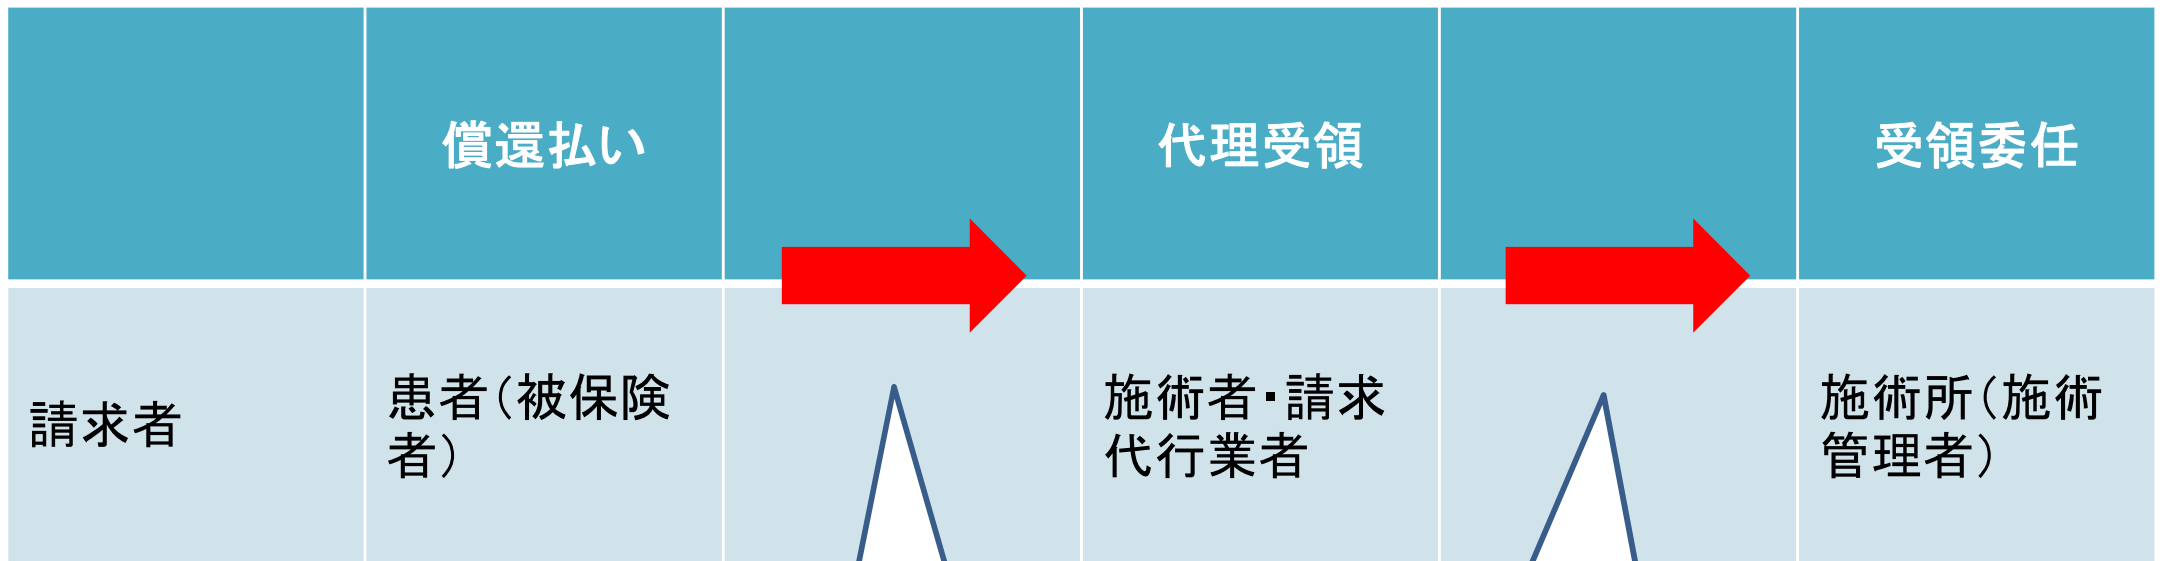 償還払い
代理受領
受領委任
請求者
患者（被保険
者）
施術者・請求
代行業者
施術所（施術
管理者）